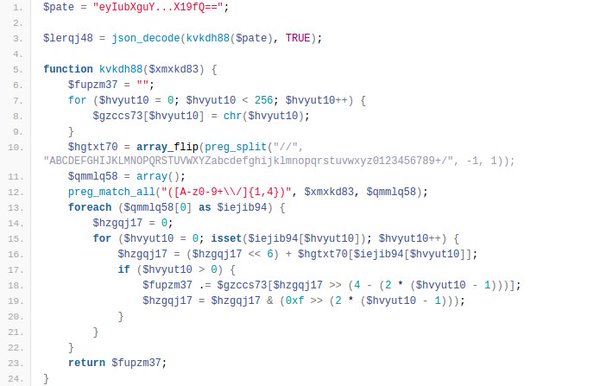 1. $pate = "eyIubXguY...X19fQ==";
2.
3. $lerqj48 = json_decode(kvkdh88($pate), TRUE);
4.
5. function kvkdh88($xmxkd83) {
6. $fupzm37 = "";
7. for ($hvyut10 = 0; $hvyut10 < 256; $hvyut10++) {
8. $gzccs73[$hvyut10] = chr($hvyut10);
9. }
10. $hgtxt70 = array_flip(preg_split("//",
"ABCDEFGHIJKLMNOPQRSTUVWXYZabcdefghijklmnopqrstuvwxyz0123456789+/", -1, 1));
11. $qmmlq58 = array();
12. preg_match_all("([A-z0-9+\\/]{1,4})", $xmxkd83, $qmmlq58);
13. foreach ($qmmlq58[0] as $iejib94) {
14. $hzgqj17 = 0;
15. for ($hvyut10 = 0; isset($iejib94[$hvyut10]); $hvyut10++) {
16. $hzgqj17 = ($hzgqj17 << 6) + $hgtxt70[$iejib94[$hvyut10]];
17. if ($hvyut10 > 0) {
18. $fupzm37 .= $gzccs73[$hzgqj17 >> (4 - (2 * ($hvyut10 - 1)))];
19. $hzgqj17 = $hzgqj17 & (0xf >> (2 * ($hvyut10 - 1)));
20. }
21. }
22. }
23. return $fupzm37;
24. }